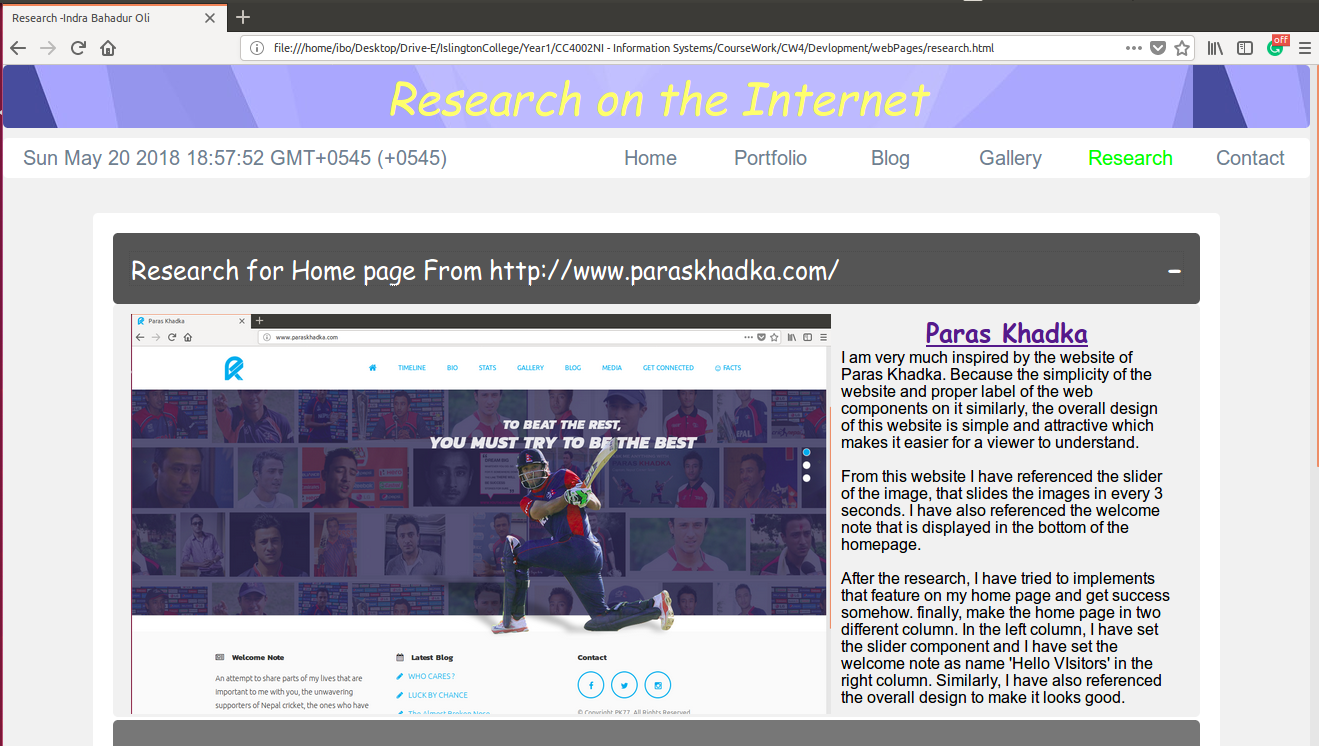 Research -Indra Bahadur Oli
file:///home/ibo/Desktop/Drive-E/IslingtonCollege/Year1/CC4002NI - Information Systems/CourseWork/CW4/Devlopment/webPages/research.html
off
Research on the Internet
Sun May 20 2018 18:57:52 GMT+0545 (+0545)
Home Portfolio Blog Gallery Research Contact
Research for Home page From http://www.paraskhadka.com/
Paras Khadka
www.paraskhadka.com
TIMELINE BIO STATS GALLERY BLOG MEDIA GET CONNECTED FACTS
TO BEAT THE REST,
YOU MUST TRY TO BE THE BEST
Welcome Note
An attempt to share parts of my lives that are
important to me with you, the unwavering
supporters of Nepal cricket, the ones who have
Latest Blog
WHO CARES?
LUCK BY CHANCE
The Almost Broken Nose
Contact
© Copyright PK77. All Rights Reserved
Paras Khadka
I am very much inspired by the website of
Paras Khadka. Because the simplicity of the
website and proper label of the web
components on it similarly, the overall design
of this website is simple and attractive which
makes it easier for a viewer to understand.
From this website I have referenced the slider
of the image, that slides the images in every 3
seconds. I have also referenced the welcome
note that is displayed in the bottom of the
homepage.
After the research, I have tried to implements
that feature on my home page and get success
somehow. finally, make the home page in two
different column. In the left column, I have set
the slider component and I have set the
welcome note as name 'Hello VIsitors' in the
right column. Similarly, I have also referenced
the overall design to make it looks good.